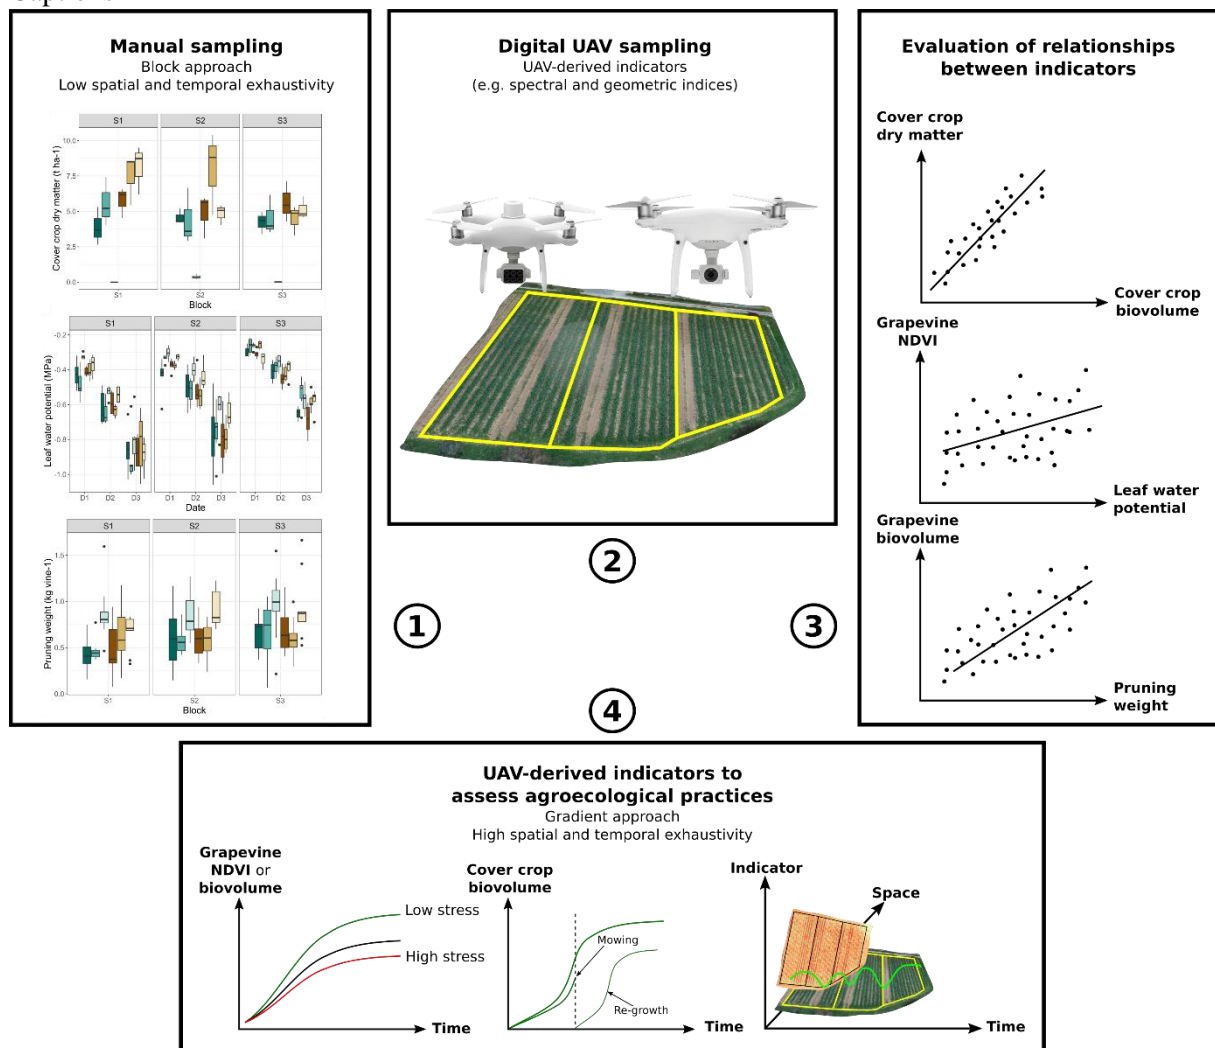 Manual sampling
Block approach
Low spatial and temporal exhaustivity
S1 S2 S3
Cover crop dry matter (t ha-1)
10.0
7.5
5.0
2.5
0.0
S1 S2 S3
Block
S1 S2 S3
Leaf water potential (MPa)
-0.2
-0.4
-0.6
-0.8
-1.0
D1 D2 D3 D1 D2 D3 D1 D2 D3
Date
S1 S2 S3
Pruning weight (kg vine-1)
1.5
1.0
0.5
0.0
S1 S2 S3
Block
Digital UAV sampling
UAV-derived indicators
(e.g. spectral and geometric indices)
Evaluation of relationships
between indicators
Cover crop
dry matter
Cover crop
biovolume
Grapevine
NDVI
Leaf water
potential
Grapevine
biovolume
Pruning
weight
2
1
3
4
UAV-derived indicators to
assess agroecological practices
Gradient approach
High spatial and temporal exhaustivity
Grapevine
NDVI or
biovolume
Low stress
High stress
Time
Cover crop
biovolume
Mowing
Re-growth
Time
Indicator
Space
Time